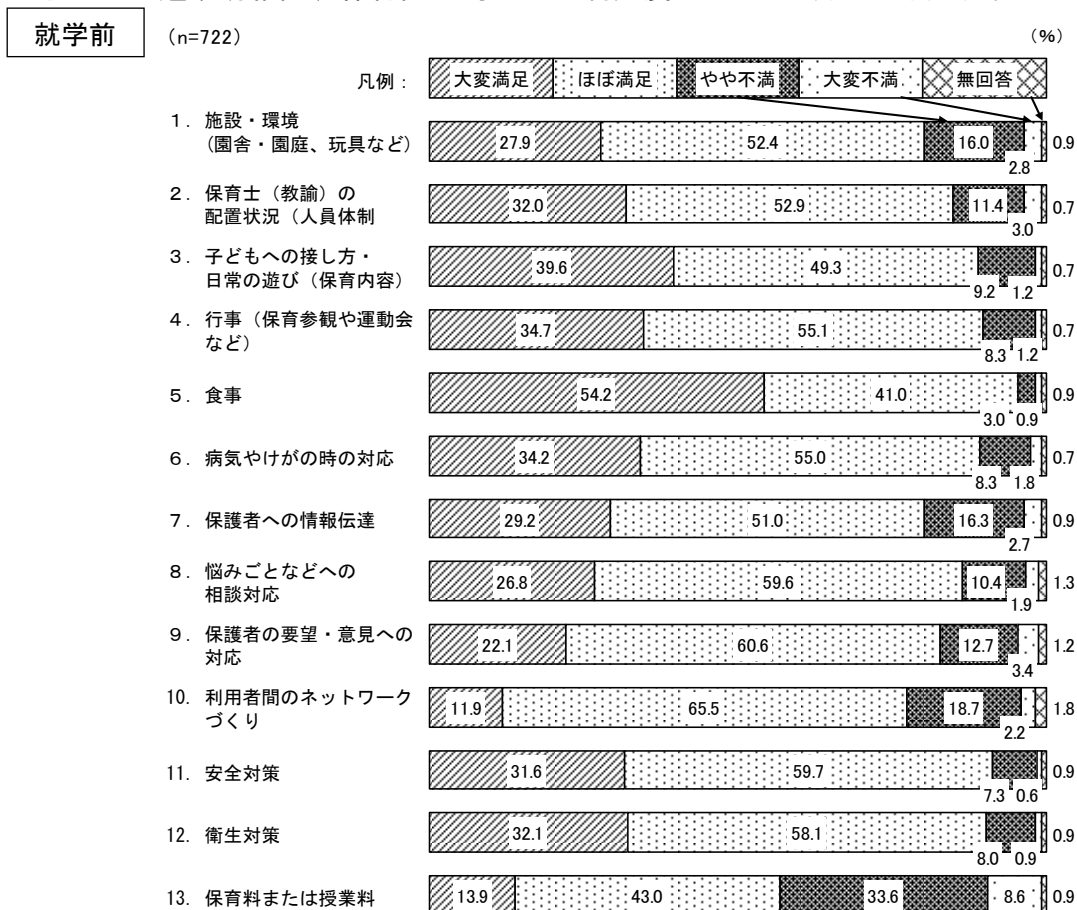 就学前
(n=722)
(%)
凡例:
大変満足 ほぼ満足 やや不満 大変不満 無回答
1. 施設・環境
(園舎・園庭、玩具など)
27.9 52.4 16.0 2.8 0.9
2. 保育士(教諭)の
配置状況(人員体制
32.0 52.9 11.4 3.0 0.7
3. 子どもへの接し方・
日常の遊び(保育内容)
39.6 49.3 9.2 1.2 0.7
4. 行事(保育参観や運動会
など)
34.7 55.1 8.3 1.2 0.7
5. 食事
54.2 41.0 3.0 0.9 0.9
6. 病気やけがの時の対応
34.2 55.0 8.3 1.8 0.7
7. 保護者への情報伝達
29.2 51.0 16.3 2.7 0.9
8. 悩みごとなどへの
相談対応
26.8 59.6 10.4 1.9 1.3
9. 保護者の要望・意見への
対応
22.1 60.6 12.7 3.4 1.2
10. 利用者間のネットワーク
づくり
11.9 65.5 18.7 2.2 1.8
11. 安全対策
31.6 59.7 7.3 0.6 0.9
12. 衛生対策
32.1 58.1 8.0 0.9 0.9
13. 保育料または授業料
13.9 43.0 33.6 8.6 0.9